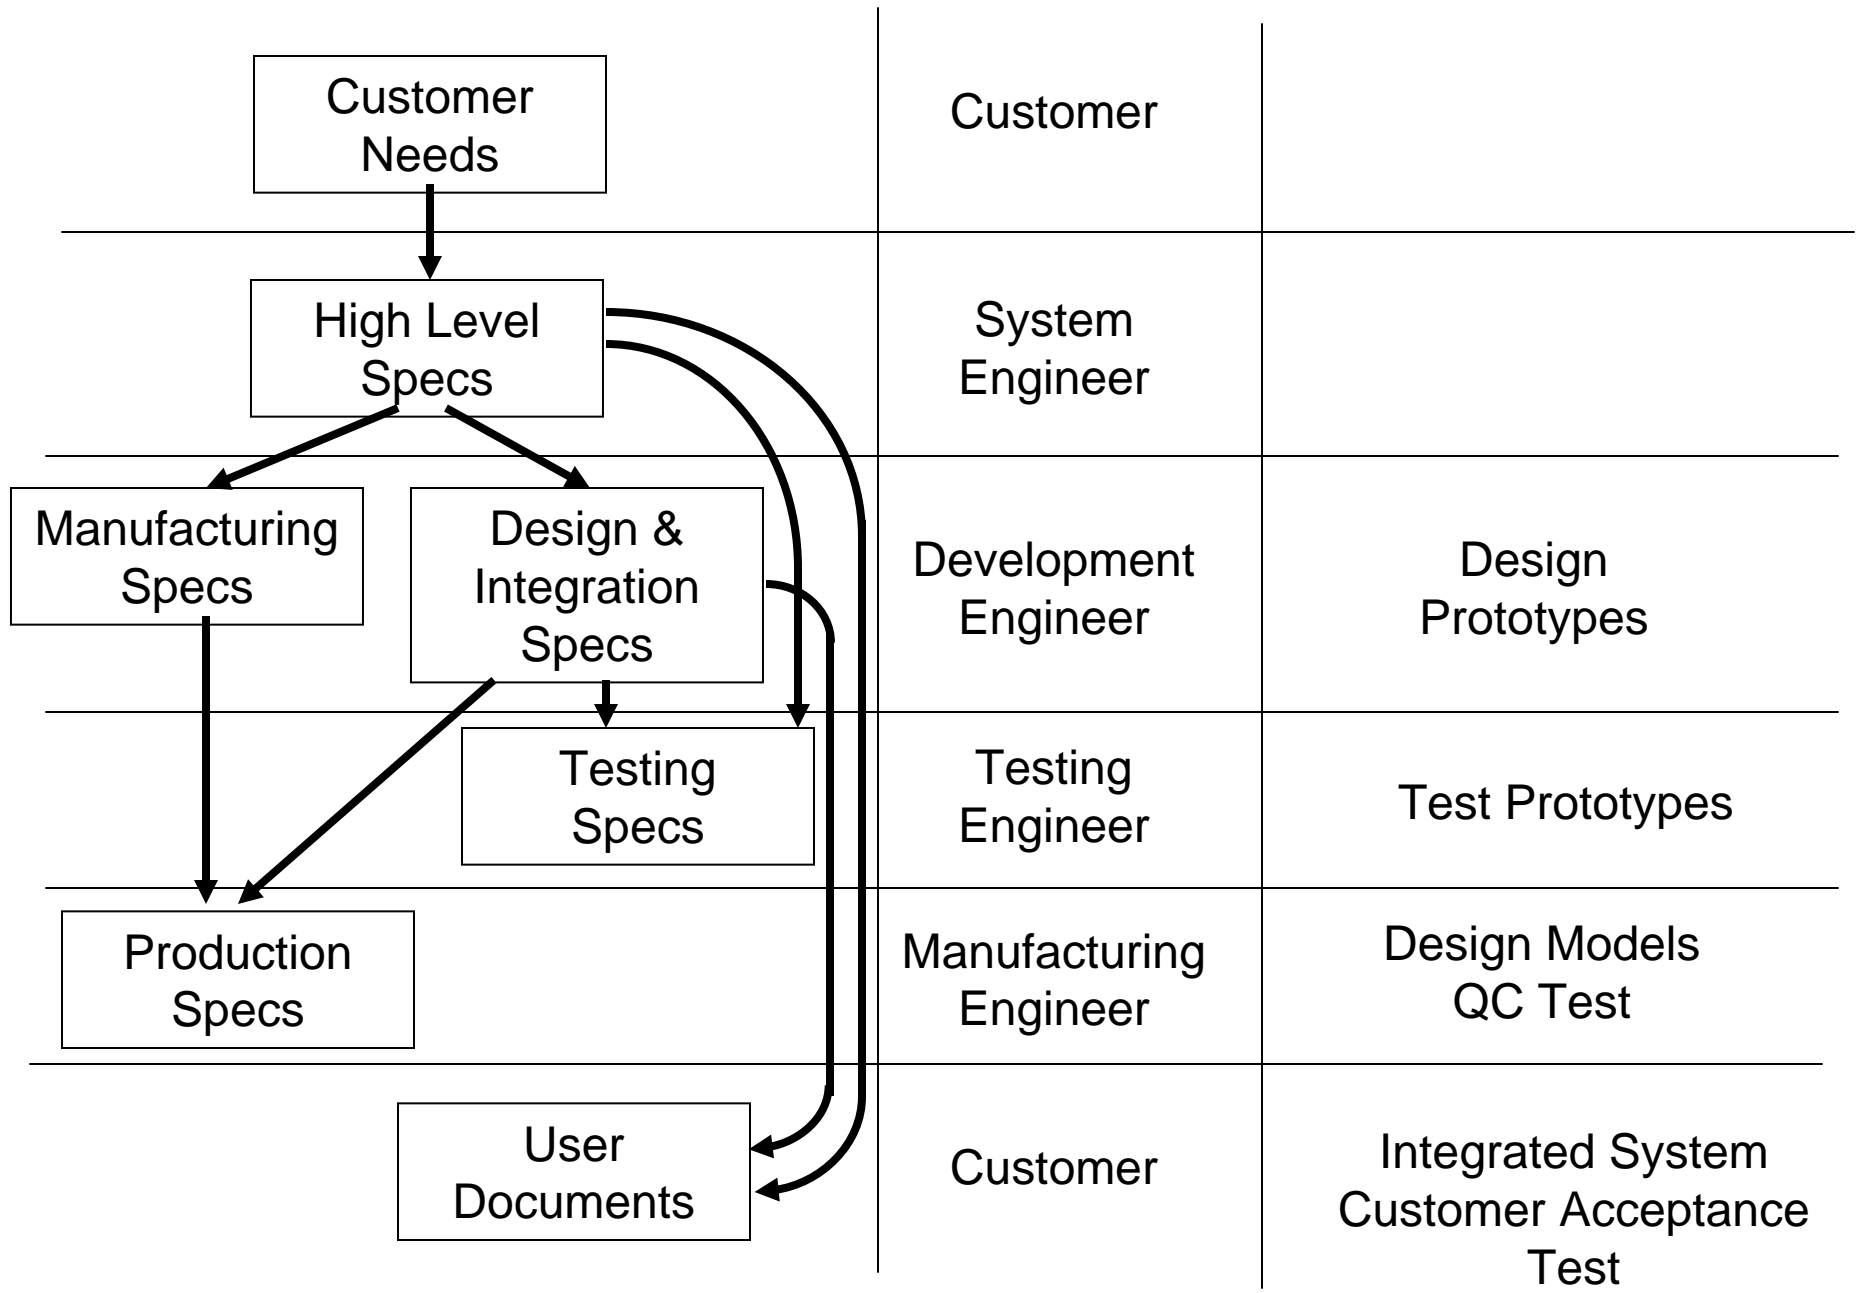 Customer
Needs
Customer
High Level
Specs
System
Engineer
Manufacturing
Specs
Design &
Integration
Specs
Development
Engineer
Design
Prototypes
Testing
Specs
Testing
Engineer
Test Prototypes
Production
Specs
Manufacturing
Engineer
Design Models
QC Test
User
Documents
Customer
Integrated System
Customer Acceptance
Test